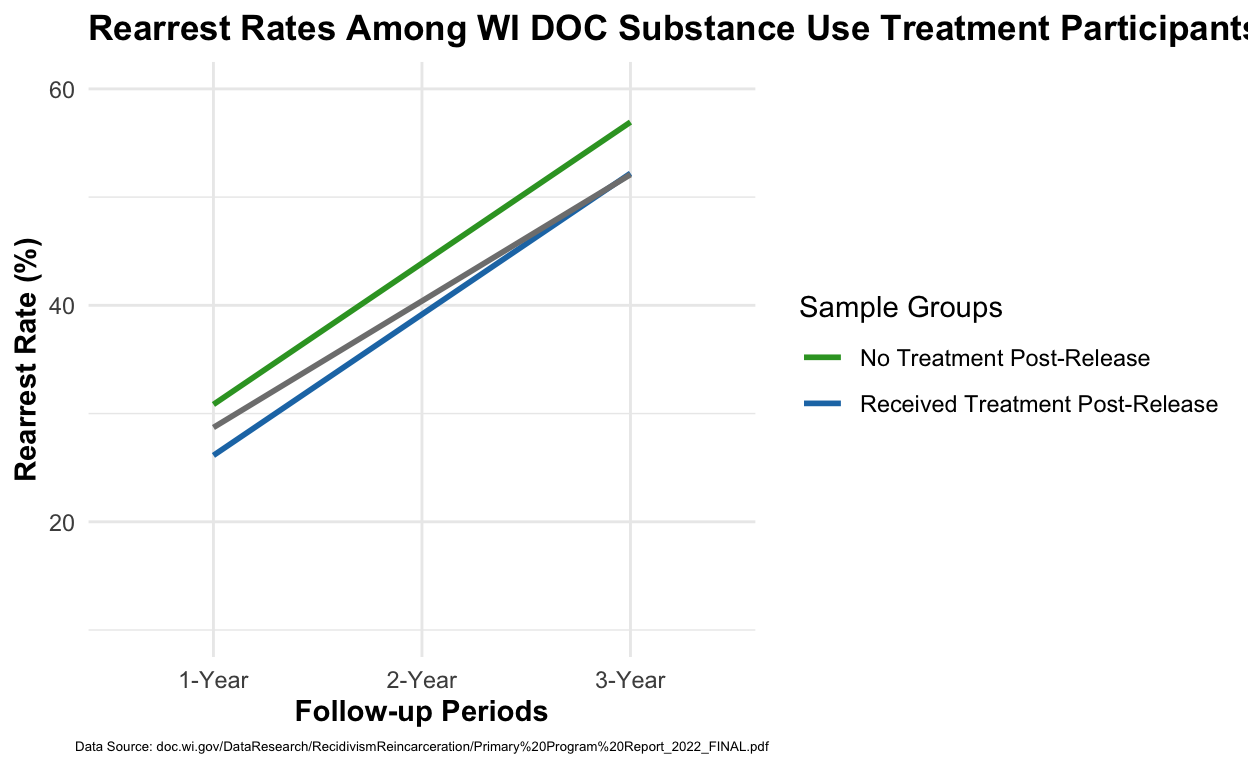 Rearrest Rates Among WI DOC Substance Use Treatment Participants
60
40
20
Rearrest Rate (%)
1-Year
2-Year
3-Year
Follow-up Periods
Sample Groups
No Treatment Post-Release
Received Treatment Post-Release
Data Source: doc.wi.gov/DataResearch/RecidivismReincarceration/Primary%20Program%20Report_2022_FINAL.pdf